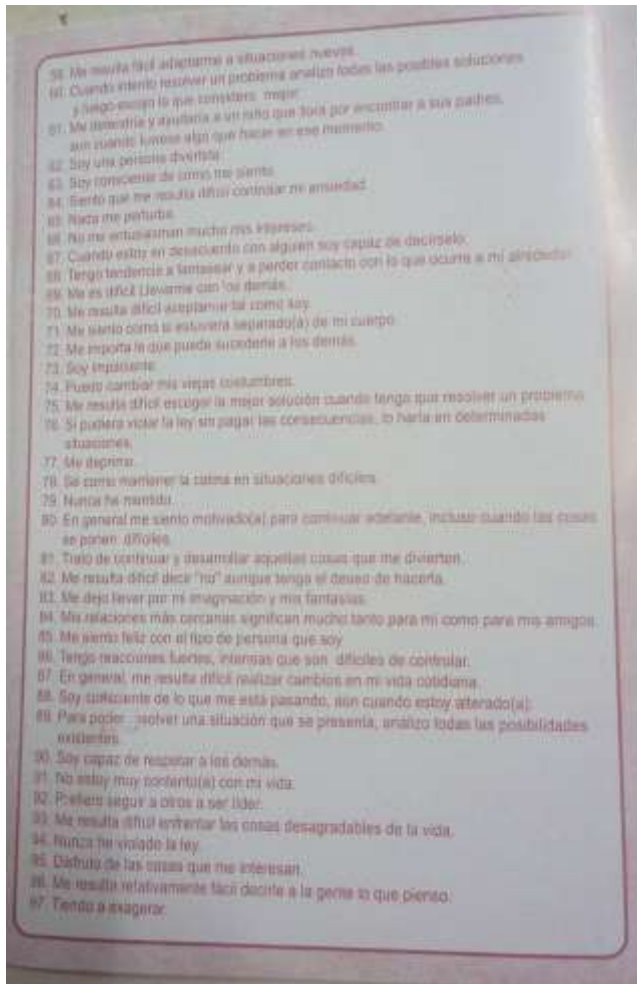 59. Me resulta fácil adaptarme a situaciones nuevas.
60. Cuando intento resolver un problema analizo todas las posibles soluciones
y luego escojo la que considero mejor.
61. Me detendría y ayudaría a un niño que llora por encontrar a sus padres,
aun cuando tuviese algo que hacer en ese momento.
62. Soy una persona divertida.
63. Soy consciente de cómo me siento.
64. Siento que me resulta difícil controlar mi ansiedad.
65. Nada me perturba.
66. No me entusiasman mucho mis intereses.
67. Cuando estoy en desacuerdo con alguien soy capaz de decírselo.
68. Tengo tendencia a fantasear y a perder contacto con lo que ocurre a mi alrededor.
69. Me es difícil Llevarme con los demás.
70. Me resulta difícil aceptarme tal como soy.
71. Me siento como si estuviera separado(a) de mi cuerpo.
72. Me importa lo que puede sucederle a los demás.
73. Soy impaciente.
74. Puedo cambiar mis viejas costumbres.
75. Me resulta difícil escoger la mejor solución cuando tengo que resolver un problema.
76. Si pudiera violar la ley sin pagar las consecuencias, lo haría en determinadas
situaciones.
77. Me deprimo.
78. Sé como mantener la calma en situaciones difíciles.
79. Nunca he mentido.
80. En general me siento motivado(a) para continuar adelante, incluso cuando las cosas
se ponen difíciles.
81. Trato de continuar y desarrollar aquellas cosas que me divierten.
82. Me resulta difícil decir "no" aunque tenga el deseo de hacerlo.
83. Me dejo llevar por mi imaginación y mis fantasías.
84. Mis relaciones más cercanas significan mucho tanto para mí como para mis amigos.
85. Me siento feliz con el tipo de persona que soy.
86. Tengo reacciones fuertes, intensas que son difíciles de controlar.
87. En general, me resulta difícil realizar cambios en mi vida cotidiana.
88. Soy consciente de lo que me está pasando, aún cuando estoy alterado(a).
89. Para poder resolver una situación que se presenta, analizo todas las posibilidades
existentes.
90. Soy capaz de respetar a los demás.
91. No estoy muy contento(a) con mi vida.
92. Prefiero seguir a otros a ser líder.
93. Me resulta difícil enfrentar las cosas desagradables de la vida.
94. Nunca he violado la ley.
95. Disfruto de las cosas que me interesan.
96. Me resulta relativamente fácil decirle a la gente lo que pienso.
97. Tiendo a exagerar.